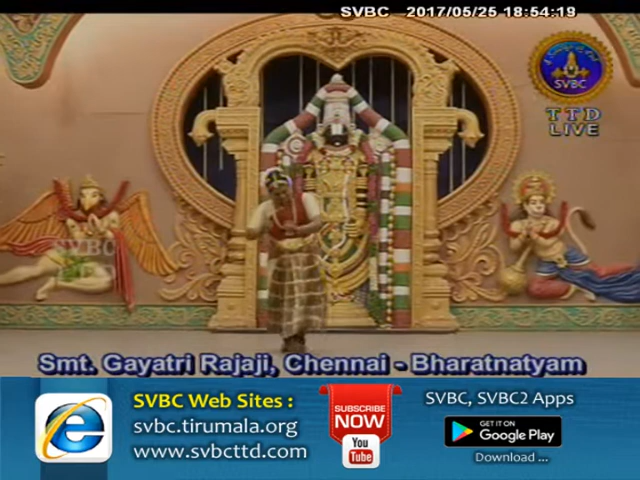 SVBC 2017/05/25 18:54:19
SVBC
TTD
LIVE
SVBC
TTD
Smt. Gayatri Rajaji, Chennai - Bharatnatyam
SVBC Web Sites :
svbc.tirumala.org
www.svbcttd.com
SUBSCRIBE
NOW
You
Tube
SVBC, SVBC2 Apps
GET IT ON
Google Play
Download ...